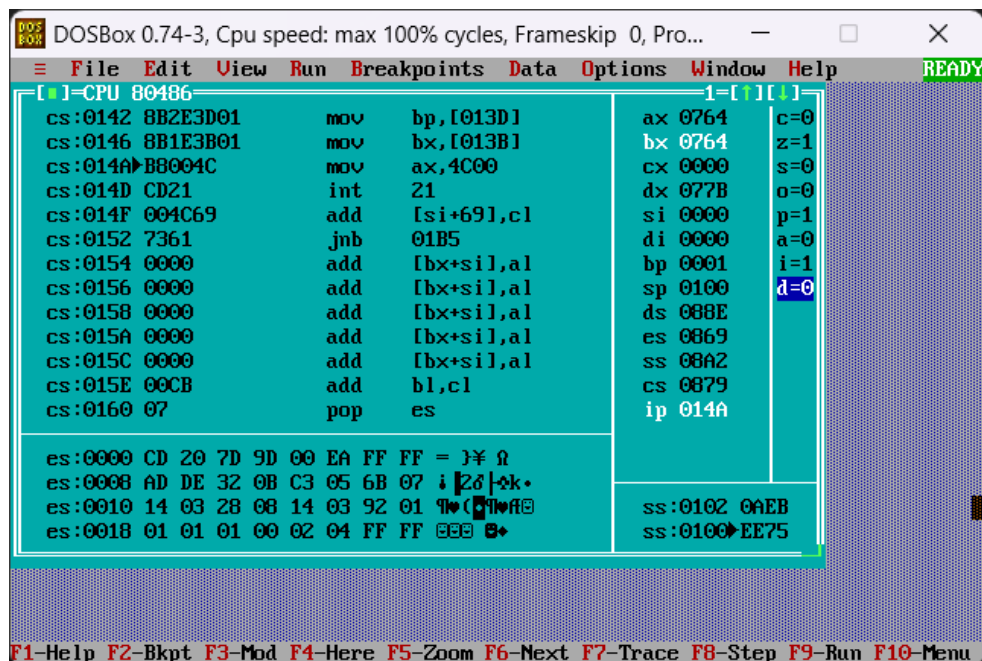 DOSBox 0.74-3, Cpu speed: max 100% cycles, Frameskip 0, Pro...
≡ File Edit View Run Breakpoints Data Options Window Help READY
[■]=CPU 80486 1=[↑][↓]
cs:0142 8B2E3D01 mov bp,[013D] ax 0764 c=0
cs:0146 8B1E3B01 mov bx,[013B] bx 0764 z=1
cs:014A►B8004C mov ax,4C00 cx 0000 s=0
cs:014D CD21 int 21 dx 077B o=0
cs:014F 004C69 add [si+69],cl si 0000 p=1
cs:0152 7361 jnb 01B5 di 0000 a=0
cs:0154 0000 add [bx+si],al bp 0001 i=1
cs:0156 0000 add [bx+si],al sp 0100 d=0
cs:0158 0000 add [bx+si],al ds 088E
cs:015A 0000 add [bx+si],al es 0869
cs:015C 0000 add [bx+si],al ss 08A2
cs:015E 00CB add bl,cl cs 0879
cs:0160 07 pop es ip 014A
es:0000 CD 20 7D 9D 00 EA FF FF = }¥ Ω
es:0008 AD DE 32 0B C3 05 6B 07 ¡▐2♂├♣k•
es:0010 14 03 28 08 14 03 92 01 ¶♥(◘¶♥Æ☺ ss:0102 0AEB
es:0018 01 01 01 00 02 04 FF FF ☺☺☺ ☻♦ ss:0100►EE75
F1-Help F2-Bkpt F3-Mod F4-Here F5-Zoom F6-Next F7-Trace F8-Step F9-Run F10-Menu